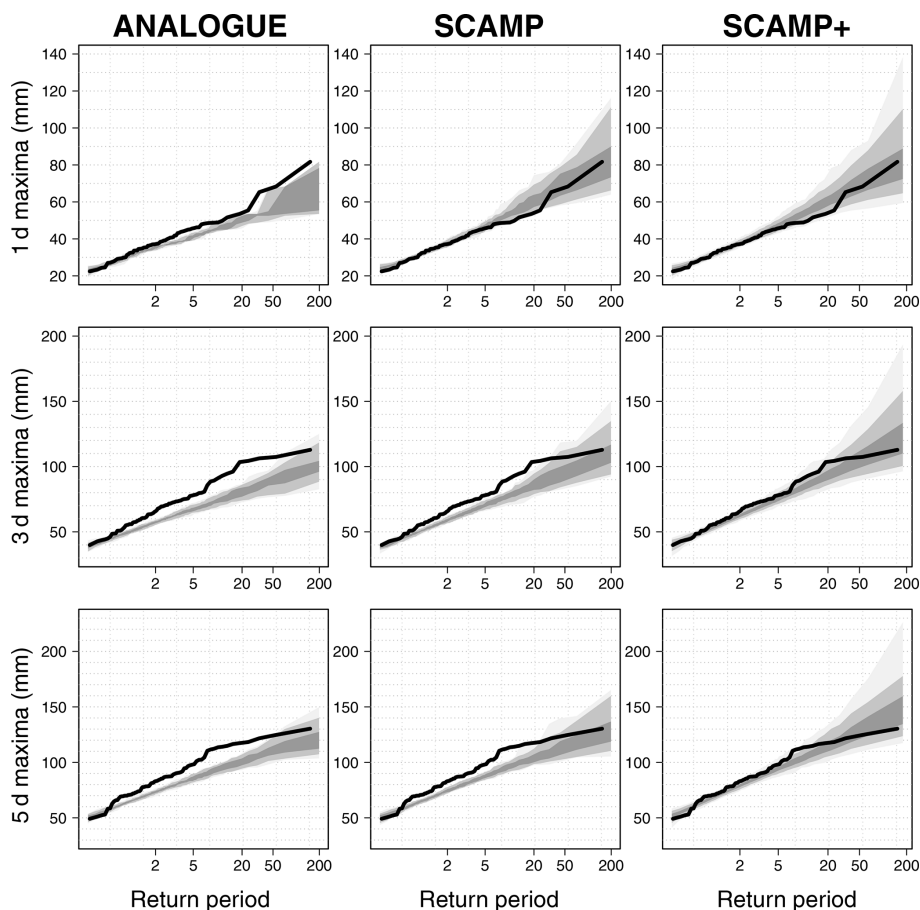 ANALOGUE SCAMP SCAMP+
1 d maxima (mm)
140 140 140
120 120 120
100 100 100
80 80 80
60 60 60
40 40 40
20 20 20
2 5 20 50 200 2 5 20 50 200 2 5 20 50 200
3 d maxima (mm)
200 200 200
150 150 150
100 100 100
50 50 50
2 5 20 50 200 2 5 20 50 200 2 5 20 50 200
5 d maxima (mm)
200 200 200
150 150 150
100 100 100
50 50 50
2 5 20 50 200 2 5 20 50 200 2 5 20 50 200
Return period Return period Return period